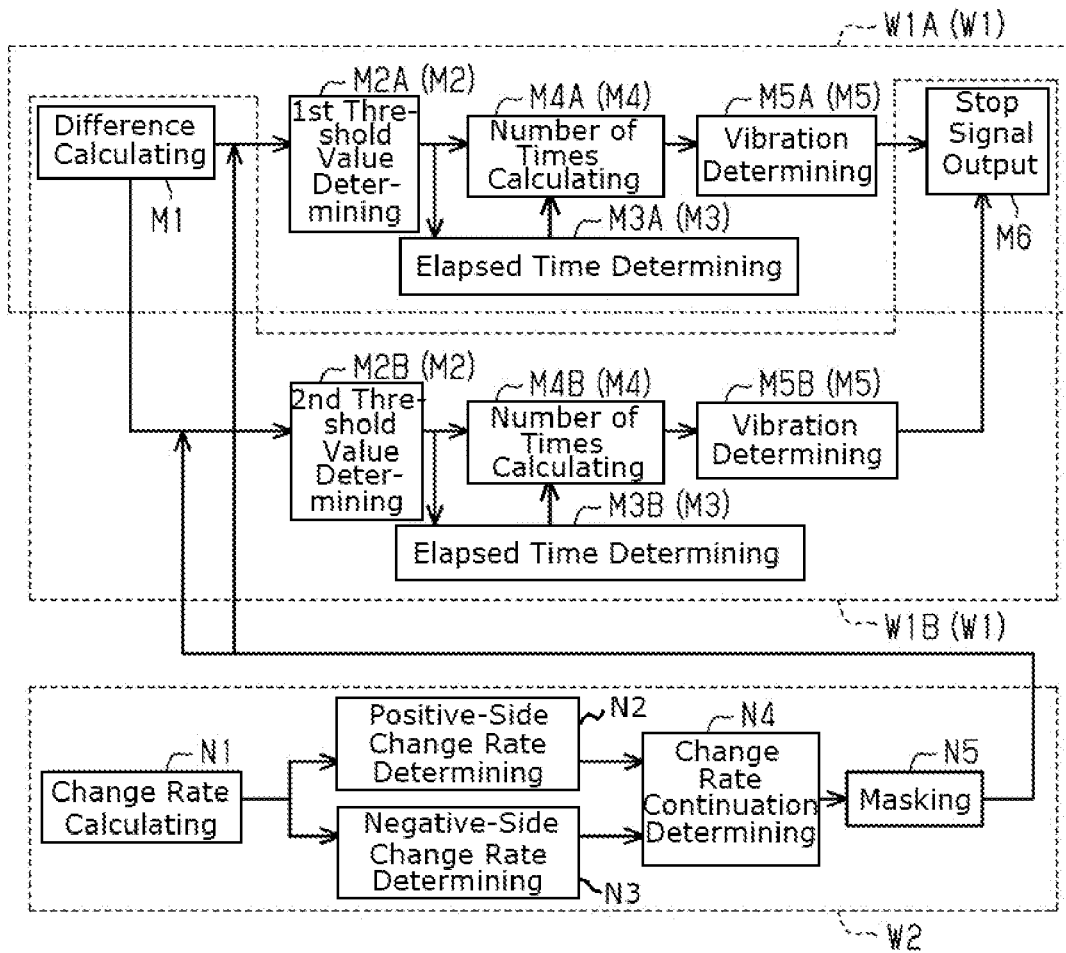 W1A (W1)
M2A (M2)
M4A (M4)
M5A (M5)
Difference
Calculating
M1
1st Thre-
shold
Value
Deter-
mining
Number of
Times
Calculating
Vibration
Determining
Stop
Signal
Output
M6
M3A (M3)
Elapsed Time Determining
M2B (M2)
M4B (M4)
M5B (M5)
2nd Thre-
shold
Value
Deter-
mining
Number of
Times
Calculating
Vibration
Determining
M3B (M3)
Elapsed Time Determining
W1B (W1)
N1
Change Rate
Calculating
Positive-Side
Change Rate
Determining
N2
Negative-Side
Change Rate
Determining
N3
N4
Change
Rate
Continuation
Determining
N5
Masking
W2